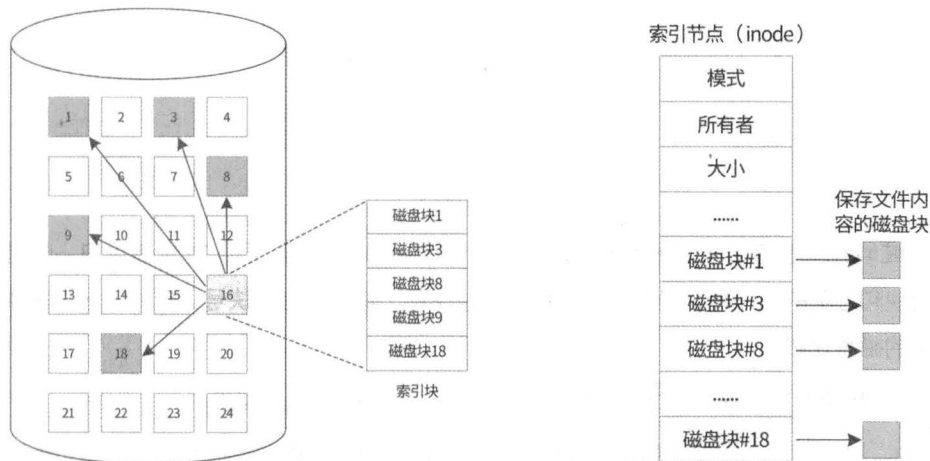 1 2 3 4
5 6 7 8
9 10 11 12
13 14 15 16
17 18 19 20
21 22 23 24
磁盘块1
磁盘块3
磁盘块8
磁盘块9
磁盘块18
索引块
索引节点（inode）
模式
所有者
大小
......
磁盘块#1
磁盘块#3
磁盘块#8
......
磁盘块#18
保存文件内
容的磁盘块